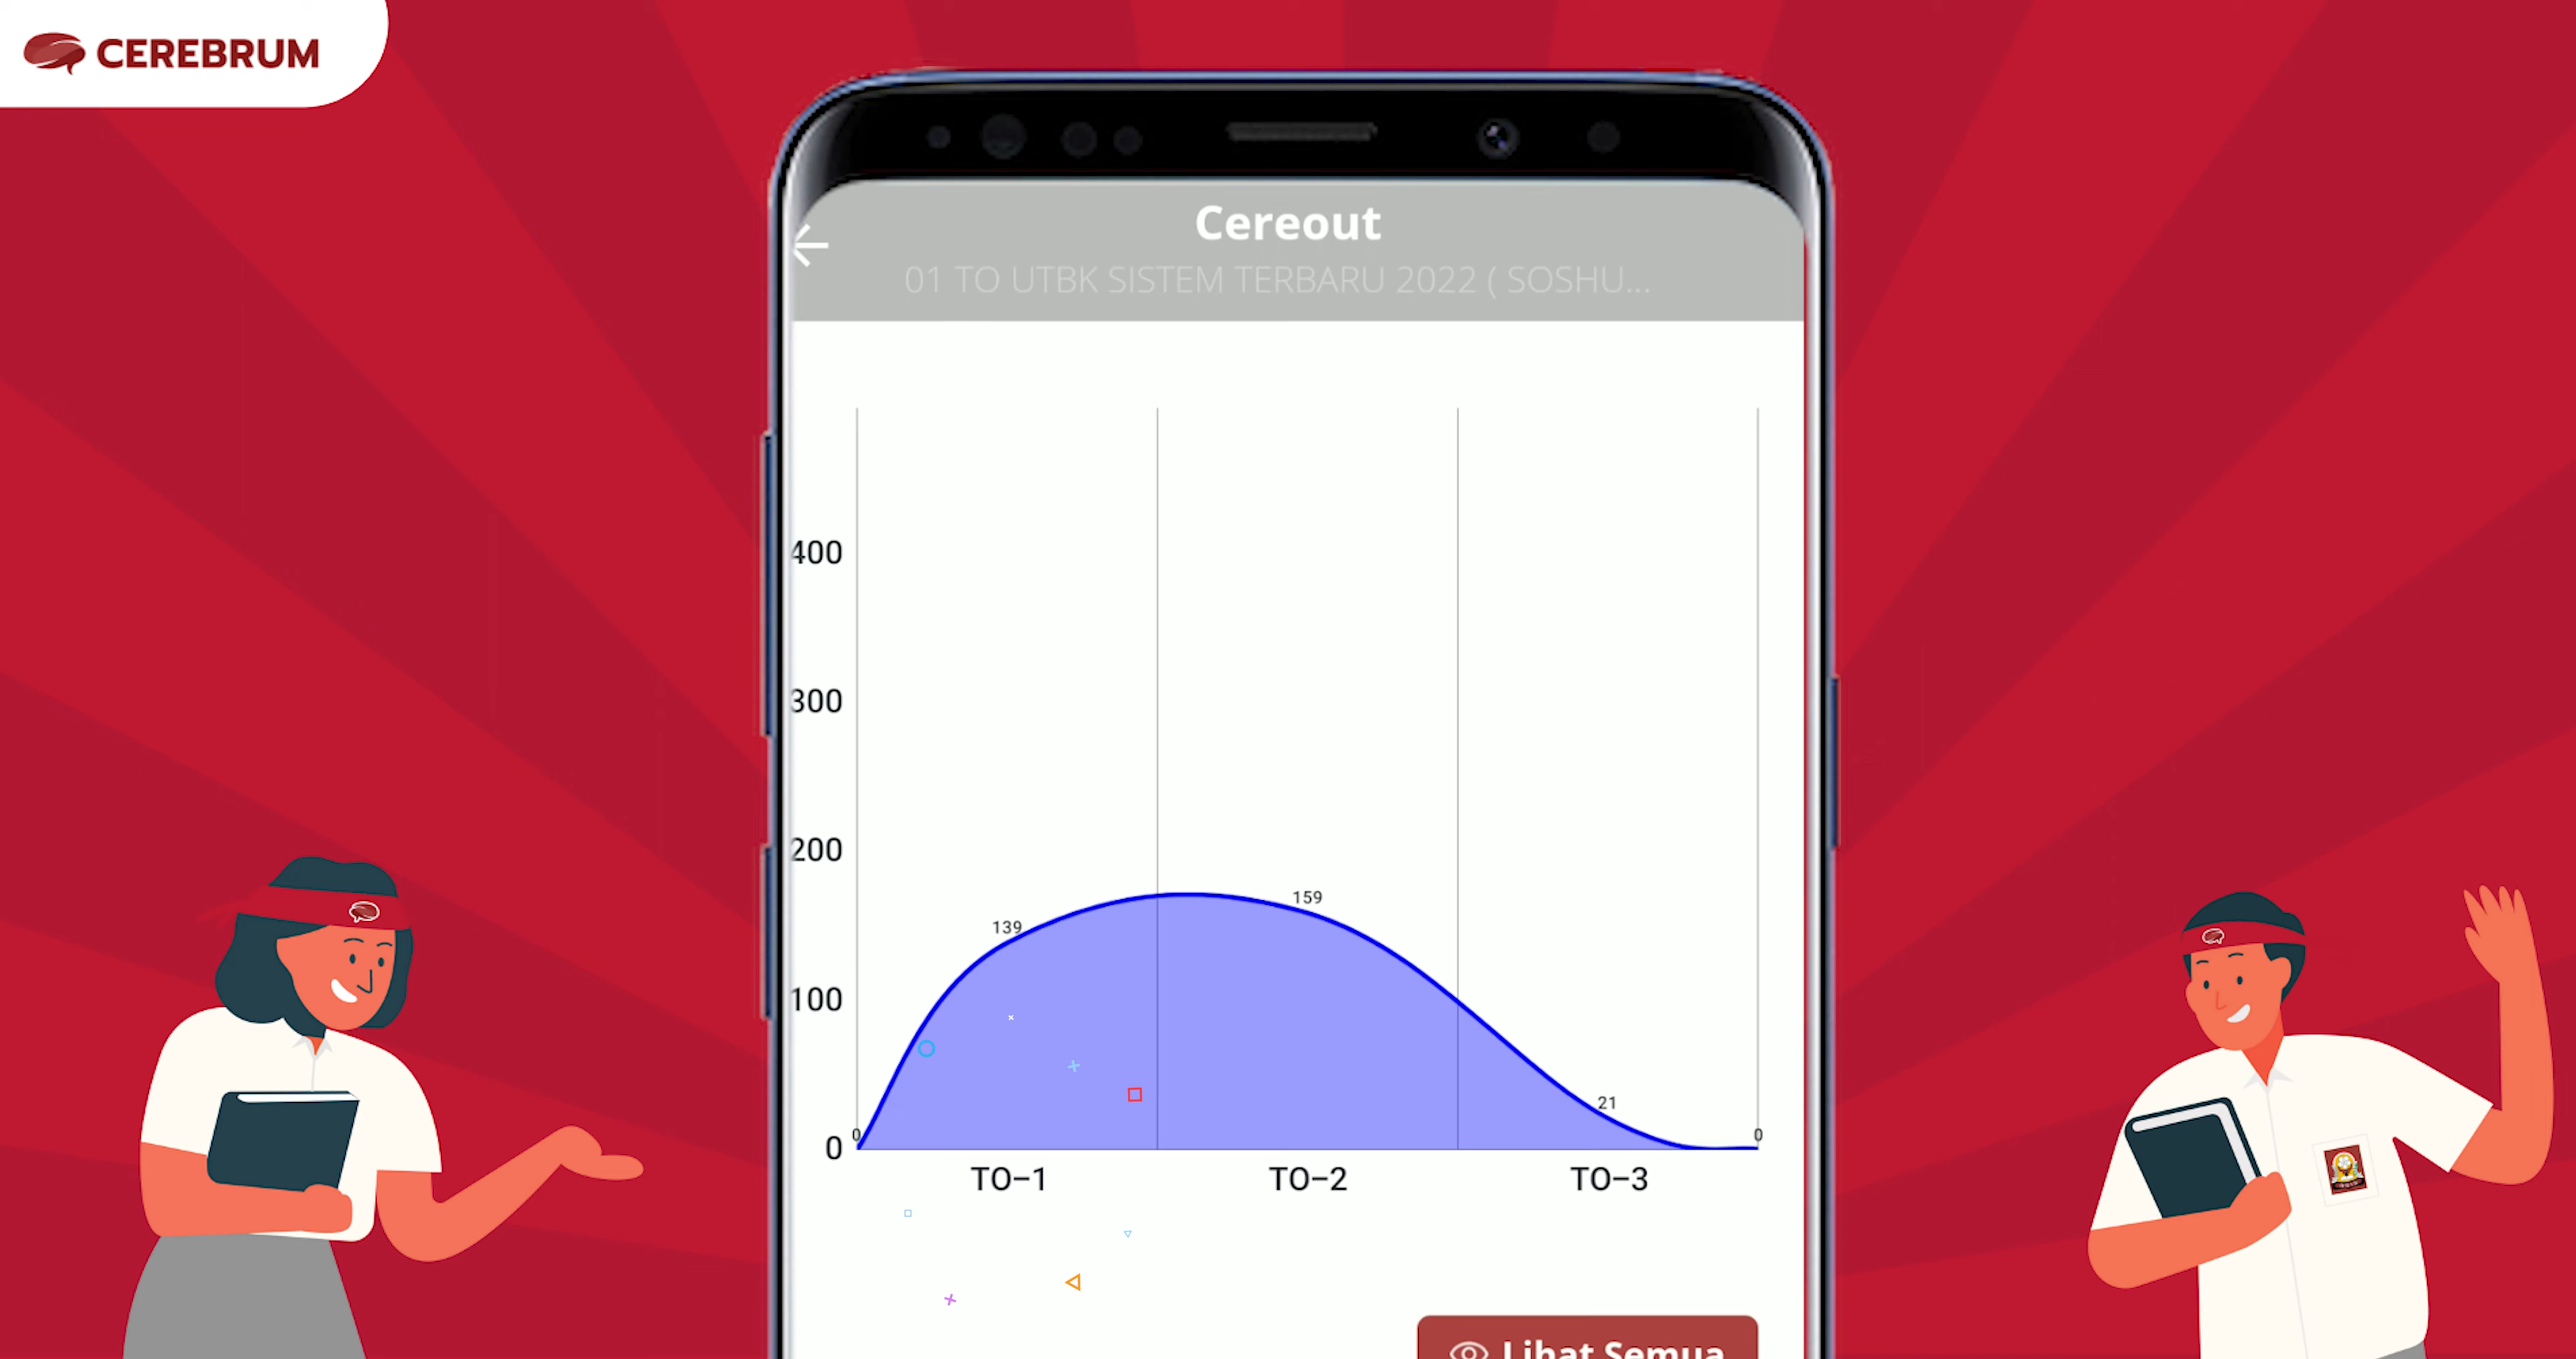 CEREBRUM
Cereout
01 TO UTBK SISTEM TERBARU 2022 ( SOSHU...
400
300
200
100
0
139
159
21
0
0
TO-1
TO-2
TO-3
Lihat Semua